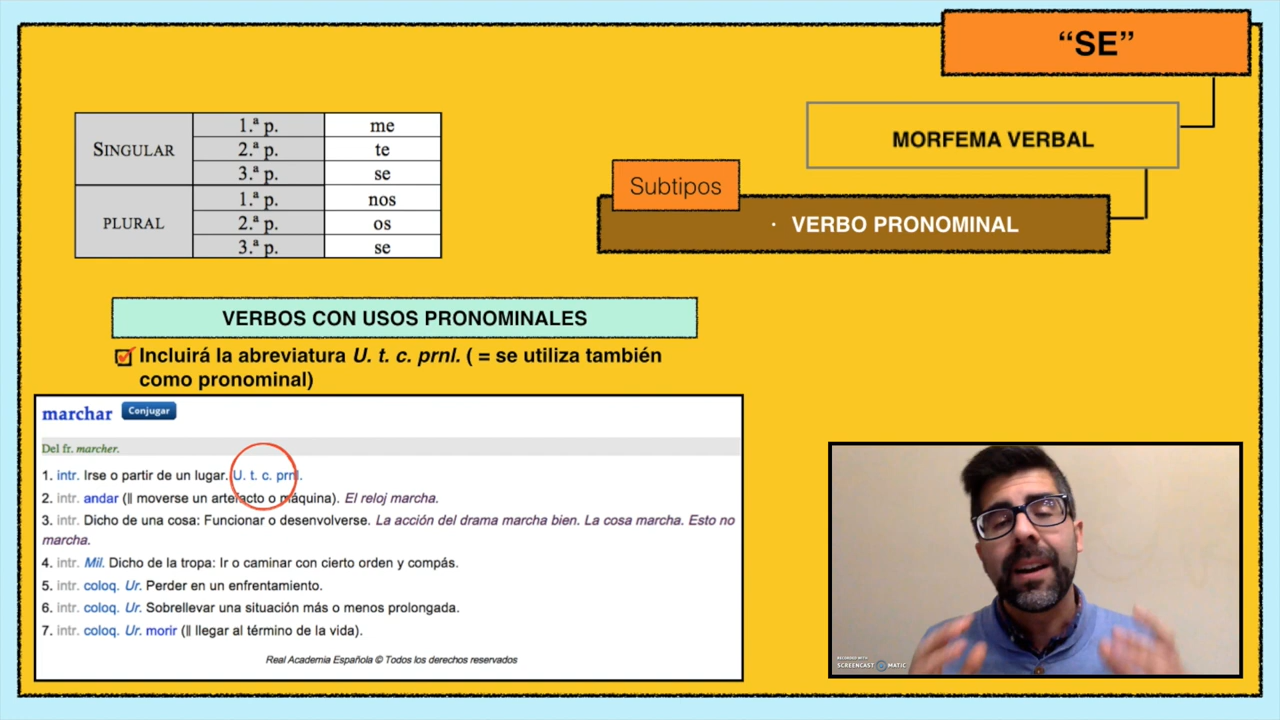 “SE”
MORFEMA VERBAL
Subtipos
· VERBO PRONOMINAL
SINGULAR
1.ª p. me
2.ª p. te
3.ª p. se
PLURAL
1.ª p. nos
2.ª p. os
3.ª p. se
VERBOS CON USOS PRONOMINALES
Incluirá la abreviatura U. t. c. prnl. ( = se utiliza también
como pronominal)
marchar Conjugar
Del fr. marcher.
1. intr. Irse o partir de un lugar. U. t. c. prnl.
2. intr. andar (‖ moverse un artefacto o máquina). El reloj marcha.
3. intr. Dicho de una cosa: Funcionar o desenvolverse. La acción del drama marcha bien. La cosa marcha. Esto no
marcha.
4. intr. Mil. Dicho de la tropa: Ir o caminar con cierto orden y compás.
5. intr. coloq. Ur. Perder en un enfrentamiento.
6. intr. coloq. Ur. Sobrellevar una situación más o menos prolongada.
7. intr. coloq. Ur. morir (‖ llegar al término de la vida).
Real Academia Española © Todos los derechos reservados
RECORDED WITH
SCREENCAST MATIC